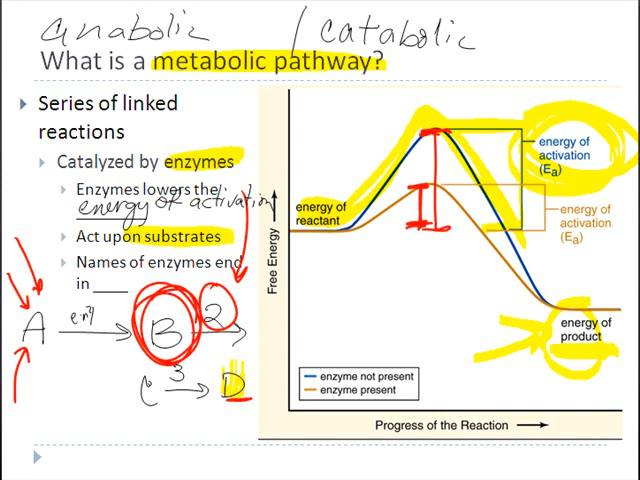 anabolic / catabolic
What is a metabolic pathway?
Series of linked
reactions
Catalyzed by enzymes
Enzymes lowers the
energy of activation
Act upon substrates
Names of enzymes end
in ____
A B 2
3 D
energy of
activation
(Ea)
energy of
reactant
energy of
activation
(Ea)
Free Energy
energy of
product
enzyme not present
enzyme present
Progress of the Reaction